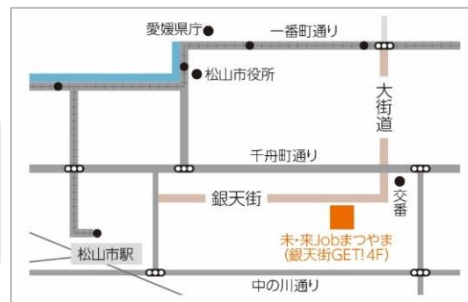 愛媛県庁
一番町通り
松山市役所
大街道
千舟町通り
銀天街
交番
未・来Jobまつやま
(銀天街GET!4F)
松山市駅
中の川通り